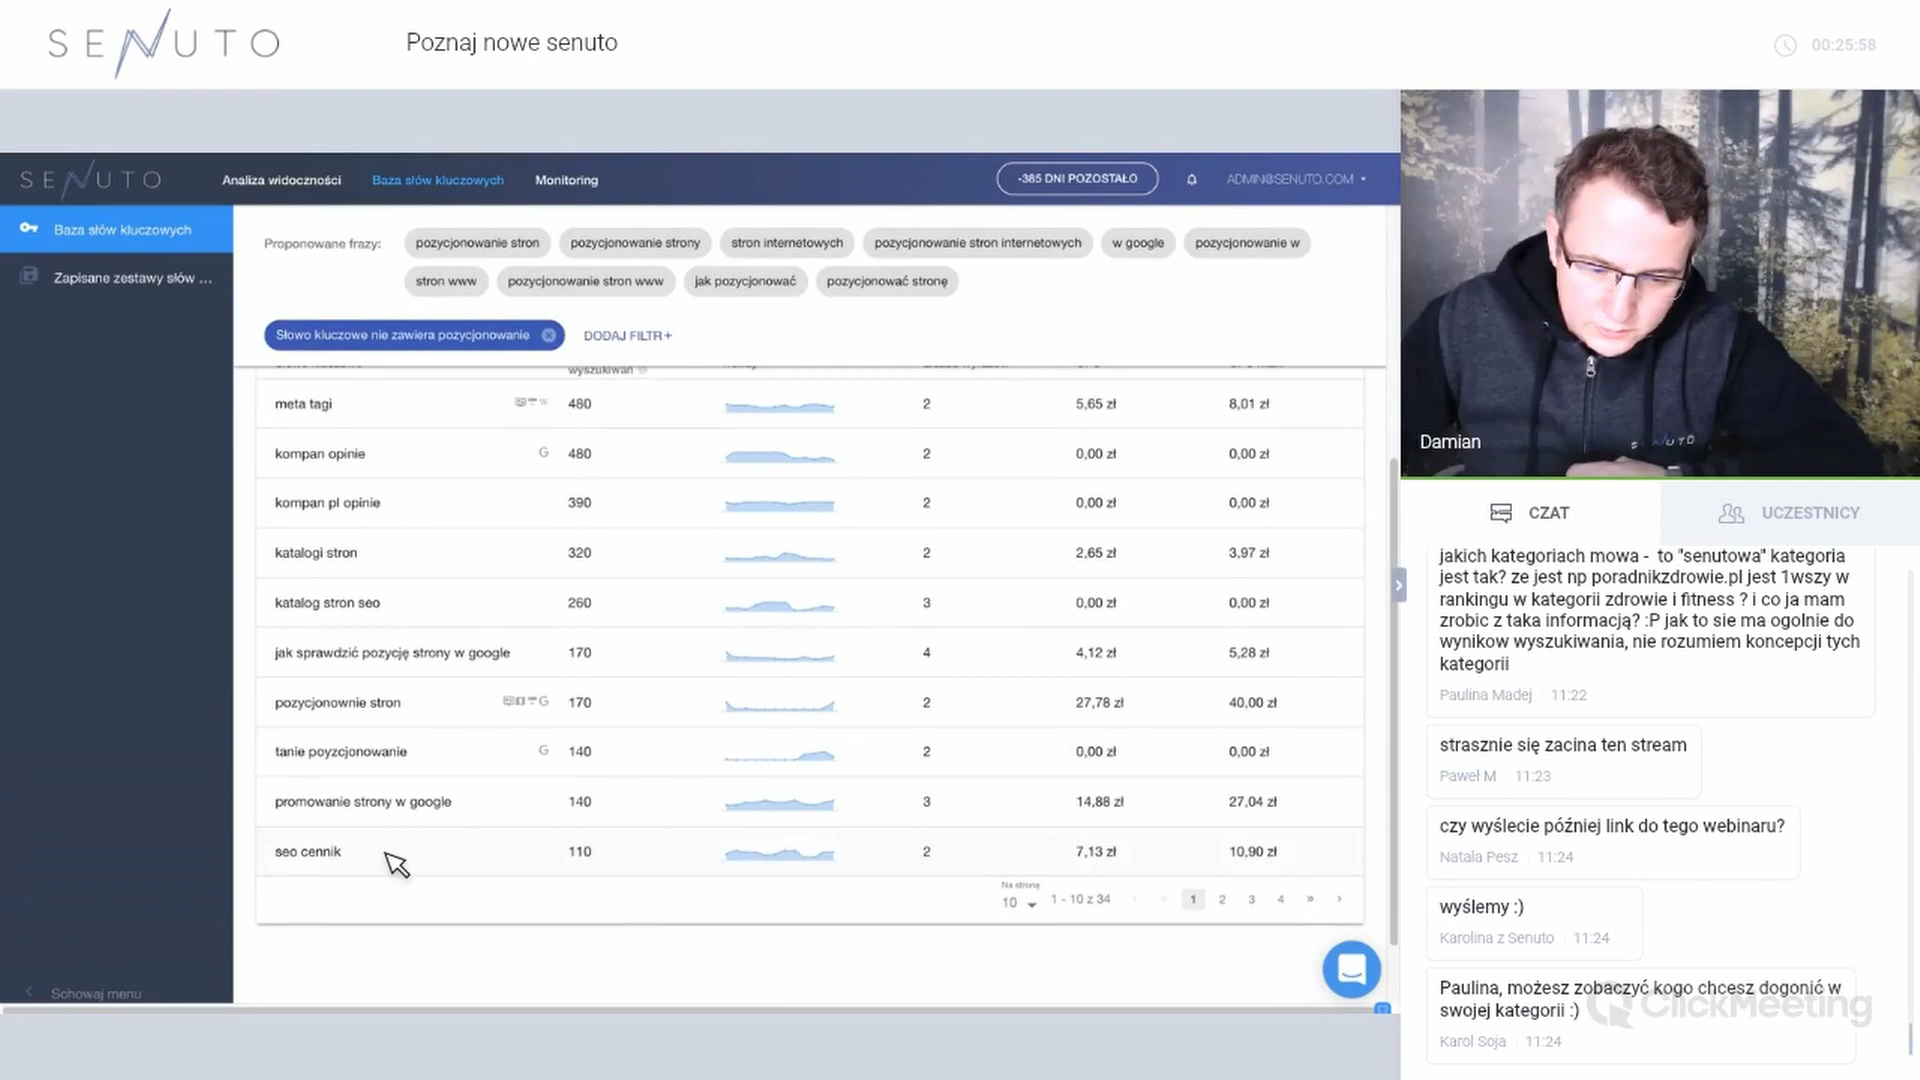 SENUTO
Poznaj nowe senuto
00:25:58
SENUTO
Analiza widoczności
Baza słów kluczowych
Monitoring
-385 DNI POZOSTAŁO
ADMIN@SENUTO.COM
Baza słów kluczowych
Zapisane zestawy słów ...
Schowaj menu
Proponowane frazy:
pozycjonowanie stron
pozycjonowanie strony
stron internetowych
pozycjonowanie stron internetowych
w google
pozycjonowanie w
stron www
pozycjonowanie stron www
jak pozycjonować
pozycjonować stronę
Słowo kluczowe nie zawiera pozycjonowanie
DODAJ FILTR+
wyszukiwań
meta tagi 480 2 5,65 zł 8,01 zł
kompan opinie G 480 2 0,00 zł 0,00 zł
kompan pl opinie 390 2 0,00 zł 0,00 zł
katalogi stron 320 2 2,65 zł 3,97 zł
katalog stron seo 260 3 0,00 zł 0,00 zł
jak sprawdzić pozycję strony w google 170 4 4,12 zł 5,28 zł
pozycjonownie stron G 170 2 27,78 zł 40,00 zł
tanie poyzcjonowanie G 140 2 0,00 zł 0,00 zł
promowanie strony w google 140 3 14,88 zł 27,04 zł
seo cennik 110 2 7,13 zł 10,90 zł
Na stronę
10 1 - 10 z 34 ‹ « 1 2 3 4 » ›
Damian
SENUTO
CZAT
UCZESTNICY
jakich kategoriach mowa - to "senutowa" kategoria
jest tak? ze jest np poradnikzdrowie.pl jest 1wszy w
rankingu w kategorii zdrowie i fitness ? i co ja mam
zrobic z taka informacją? :P jak to sie ma ogolnie do
wynikow wyszukiwania, nie rozumiem koncepcji tych
kategorii
Paulina Madej 11:22
strasznie się zacina ten stream
Paweł M 11:23
czy wyślecie później link do tego webinaru?
Natala Pesz 11:24
wyślemy :)
Karolina z Senuto 11:24
Paulina, możesz zobaczyć kogo chcesz dogonić w
swojej kategorii :)
Karol Soja 11:24
ClickMeeting